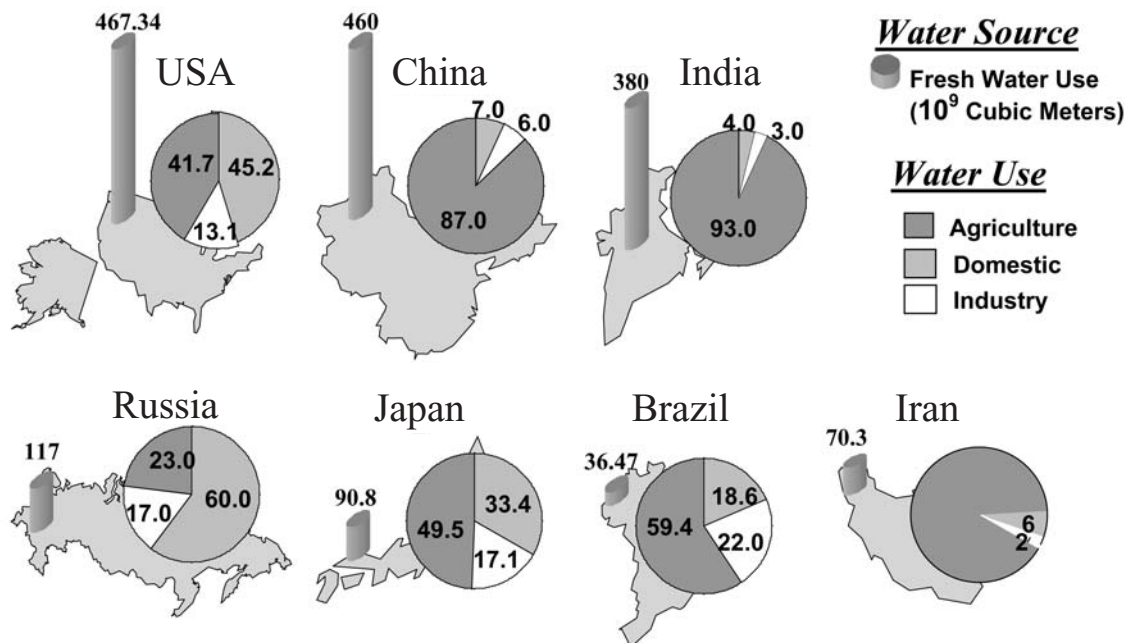 467.34
USA
41.7
45.2
13.1
460
China
7.0
6.0
87.0
380
India
4.0
3.0
93.0
Water Source
Fresh Water Use
(10⁹ Cubic Meters)
Water Use
Agriculture
Domestic
Industry
Russia
117
23.0
60.0
17.0
Japan
90.8
49.5
33.4
17.1
Brazil
36.47
59.4
18.6
22.0
Iran
70.3
6
2